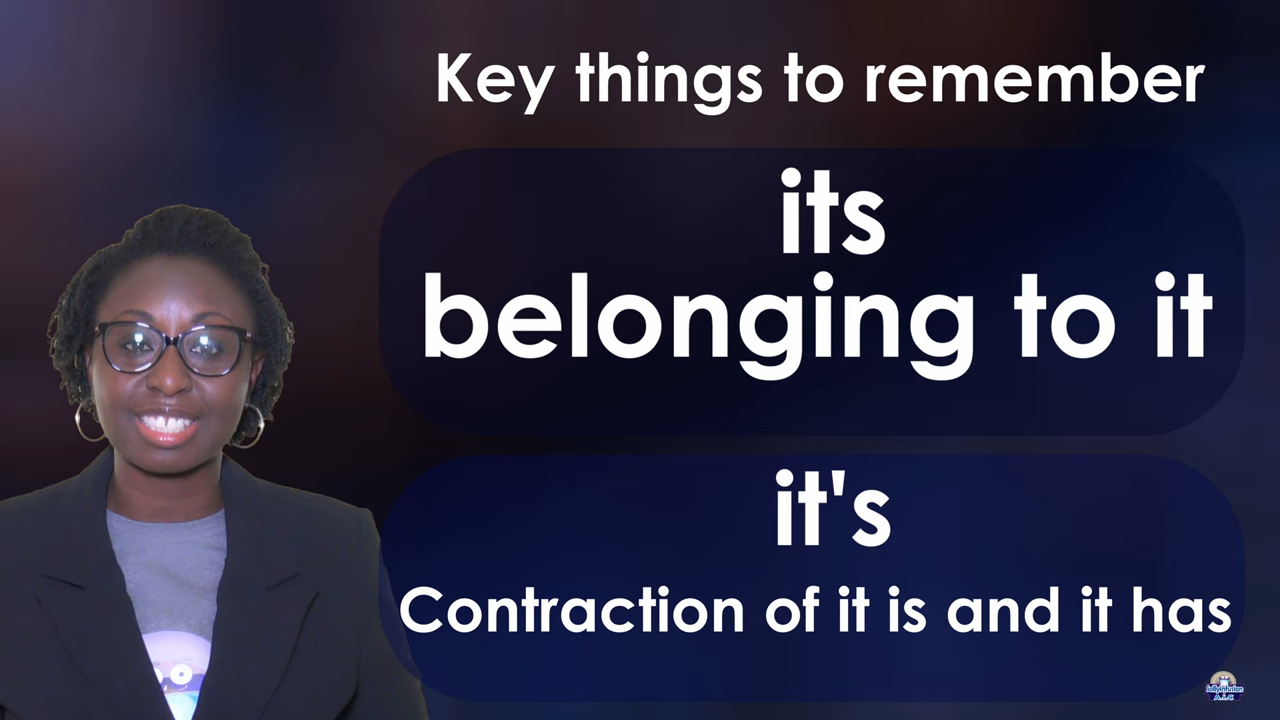 Key things to remember
its
belonging to it
it's
Contraction of it is and it has